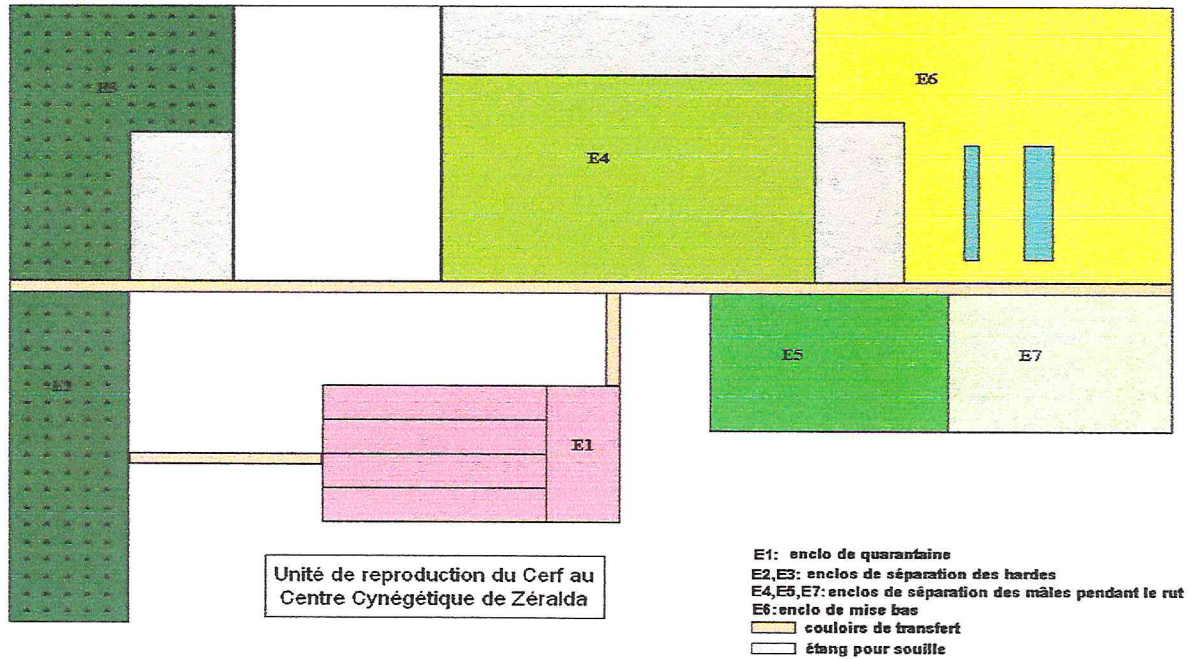 E3
E4
E6
E2
E1
E5
E7
Unité de reproduction du Cerf au
Centre Cynégétique de Zéralda
E1: enclo de quarantaine
E2,E3: enclos de séparation des hardes
E4,E5,E7: enclos de séparation des mâles pendant le rut
E6: enclo de mise bas
couloirs de transfert
étang pour souille